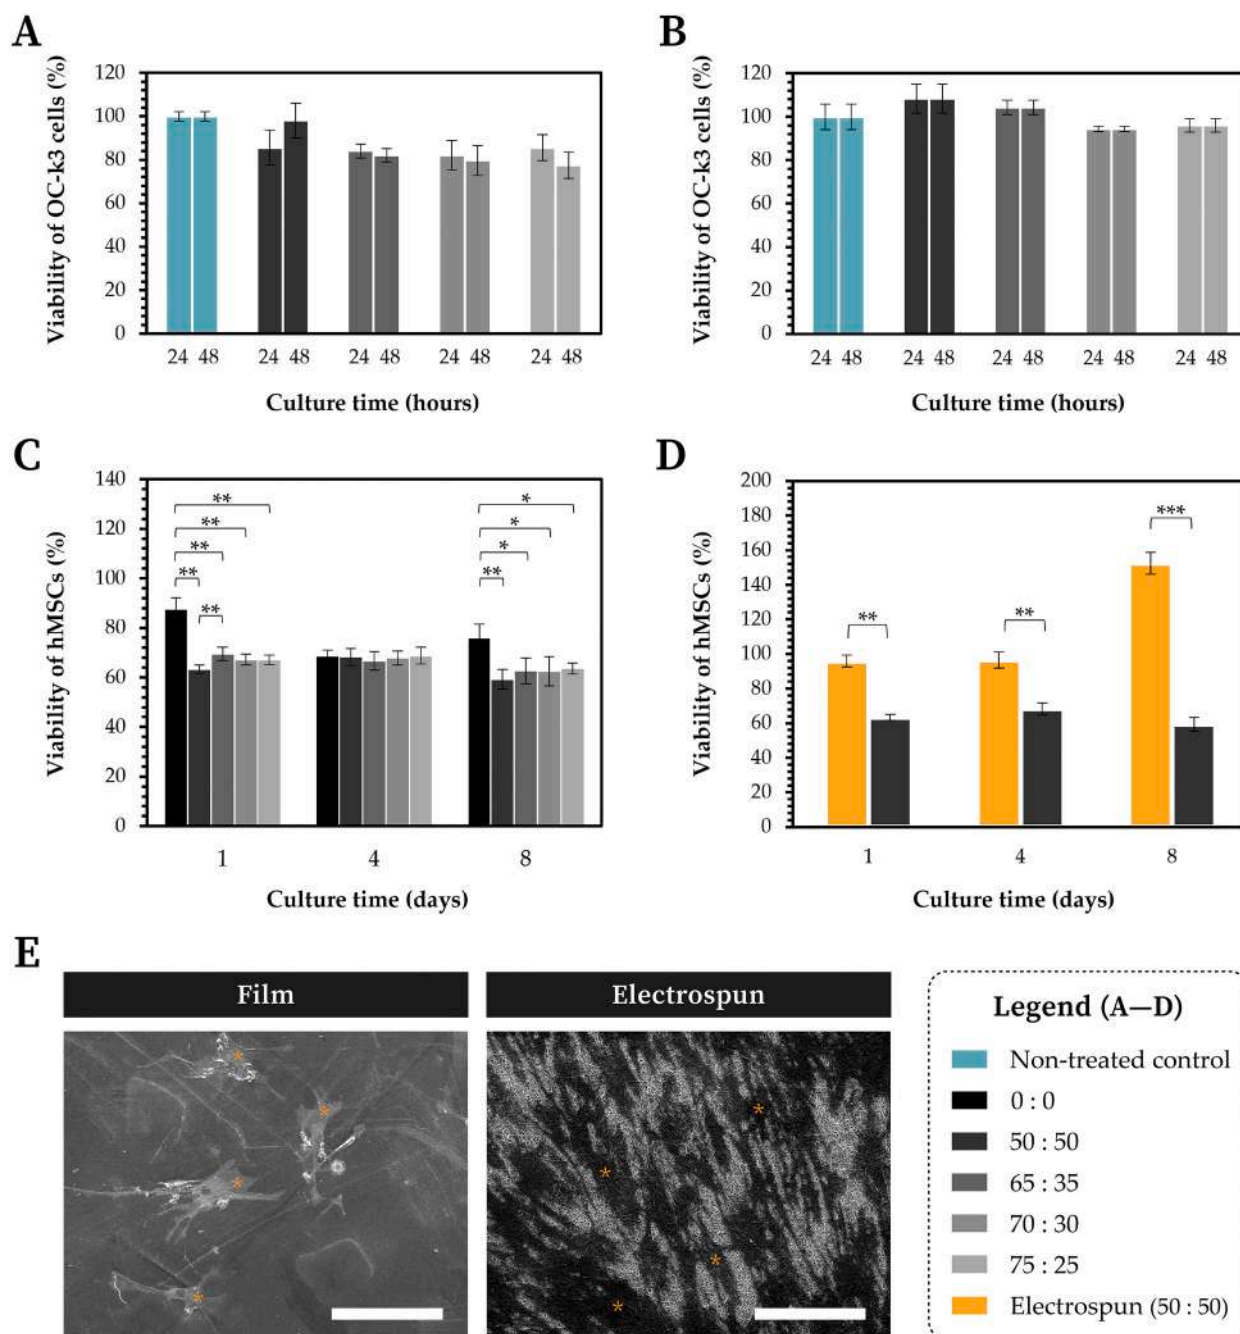 A
Viability of OC-k3 cells (%)
120
100
80
60
40
20
0
24 48 24 48 24 48 24 48 24 48
Culture time (hours)
B
Viability of OC-k3 cells (%)
120
100
80
60
40
20
0
24 48 24 48 24 48 24 48 24 48
Culture time (hours)
C
Viability of hMSCs (%)
140
120
100
80
60
40
20
0
**
**
**
**
**
*
*
*
**
1 4 8
Culture time (days)
D
Viability of hMSCs (%)
200
180
160
140
120
100
80
60
40
20
0
**
**
***
1 4 8
Culture time (days)
E
Film
Electrospun
Legend (A—D)
Non-treated control
0 : 0
50 : 50
65 : 35
70 : 30
75 : 25
Electrospun (50 : 50)